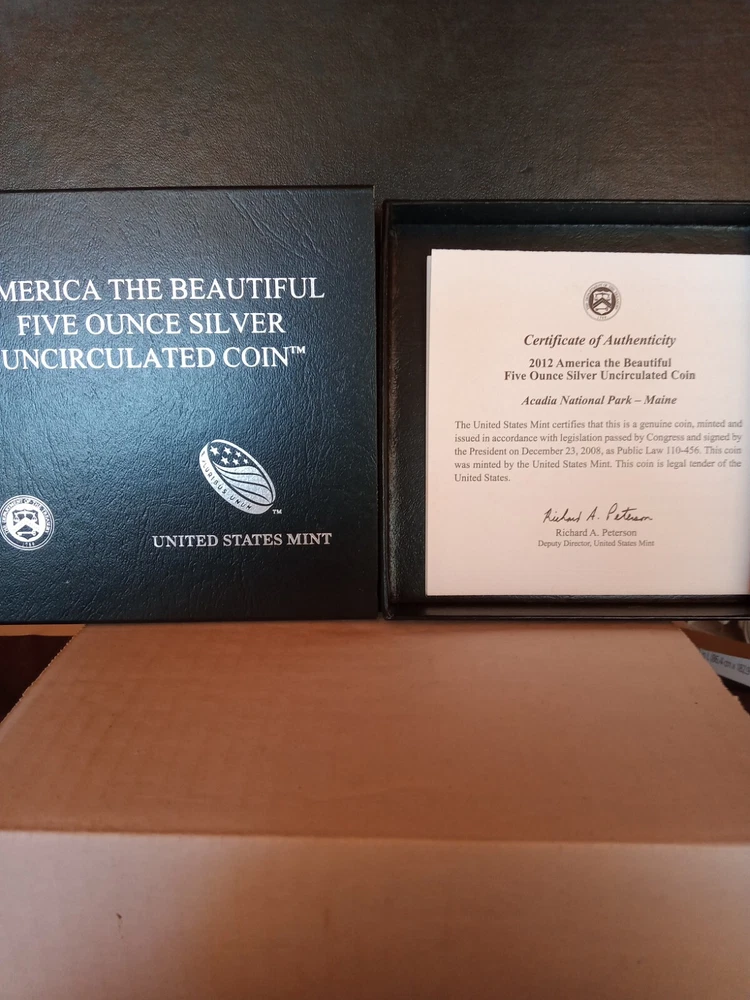 MERICA THE BEAUTIFUL
FIVE OUNCE SILVER
UNCIRCULATED COIN™
PLURIBUS UNUM
TM
UNITED STATES MINT
Certificate of Authenticity
2012 America the Beautiful
Five Ounce Silver Uncirculated Coin
Acadia National Park – Maine
The United States Mint certifies that this is a genuine coin, minted and
issued in accordance with legislation passed by Congress and signed by
the President on December 23, 2008, as Public Law 110-456. This coin
was minted by the United States Mint. This coin is legal tender of the
United States.
Richard A. Peterson
Richard A. Peterson
Deputy Director, United States Mint